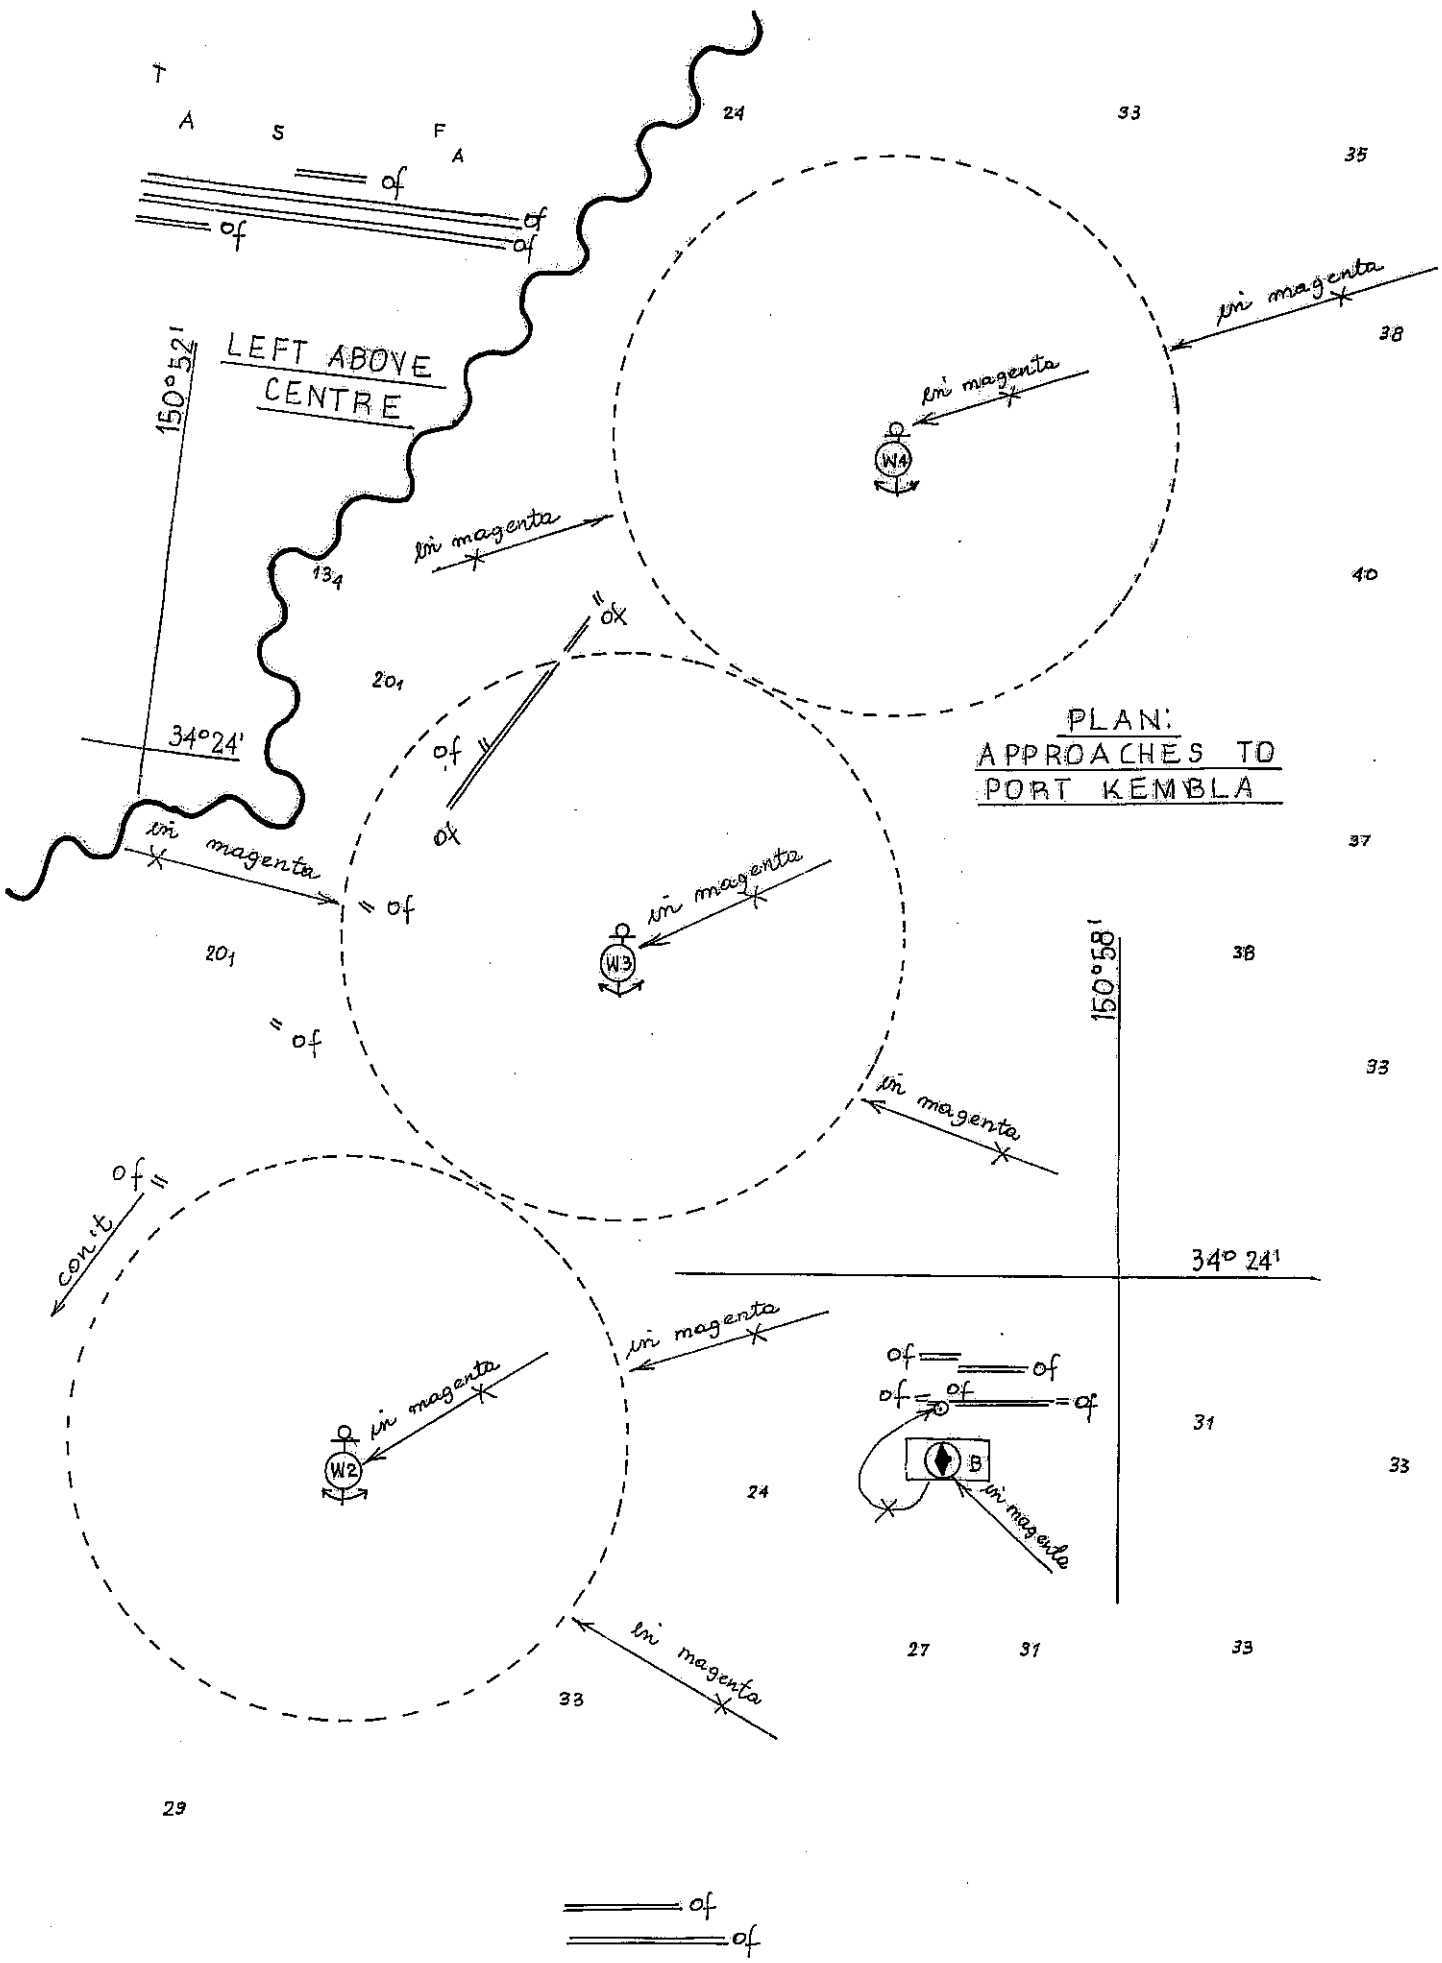 T
A
S
F
A
of
of
of
of
24
33
35
in magenta
38
150°52'
LEFT ABOVE
CENTRE
in magenta
W4
in magenta
13₄
40
ox
20₁
of
34°24'
ox
PLAN:
APPROACHES TO
PORT KEMBLA
in magenta
37
in magenta
of
20₁
W3
150°58'
38
of
33
in magenta
of
con't
34° 24'
in magenta
of
of
of
of
of
in magenta
31
W2
B
33
24
in magenta
in magenta
27
31
33
33
29
of
of